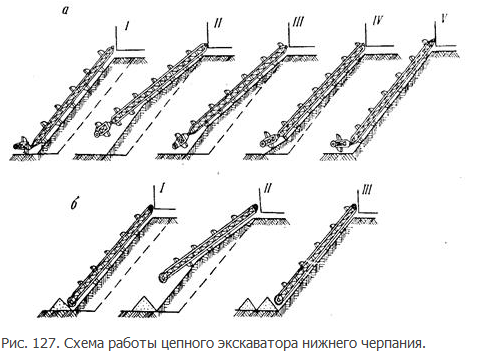 а
I II III IV V
б
I II III
Рис. 127. Схема работы цепного экскаватора нижнего черпания.